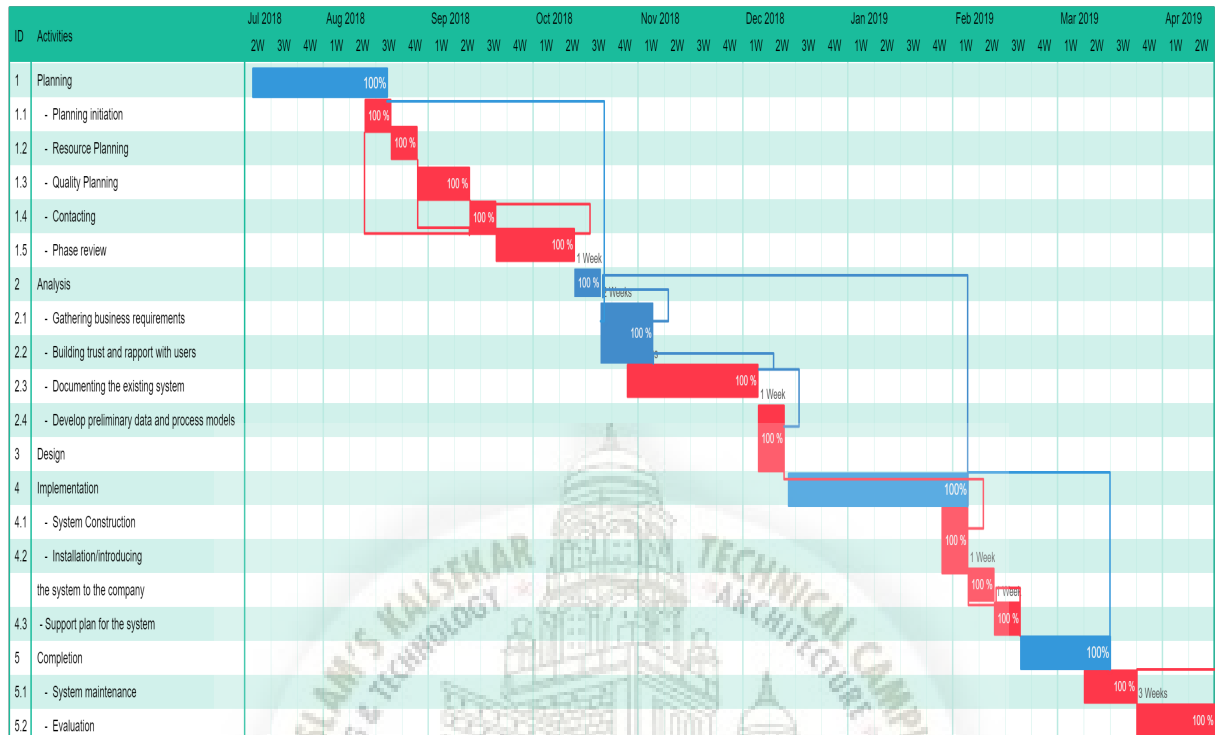 Jul 2018 Aug 2018 Sep 2018 Oct 2018 Nov 2018 Dec 2018 Jan 2019 Feb 2019 Mar 2019 Apr 2019
ID Activities 2W 3W 4W 1W 2W 3W 4W 1W 2W 3W 4W 1W 2W 3W 4W 1W 2W 3W 4W 1W 2W 3W 4W 1W 2W 3W 4W 1W 2W 3W 4W 1W 2W 3W 4W 1W 2W
1 Planning 100%
1.1 - Planning initiation 100 %
1.2 - Resource Planning 100 %
1.3 - Quality Planning 100 %
1.4 - Contacting 100 %
1.5 - Phase review 100 %
1 Week
2 Analysis 100 %
Weeks
2.1 - Gathering business requirements 100 %
2.2 - Building trust and rapport with users
2.3 - Documenting the existing system 100 %
1 Week
2.4 - Develop preliminary data and process models
100 %
3 Design
4 Implementation 100%
4.1 - System Construction
100 %
4.2 - Installation/introducing 1 Week
the system to the company 100 % 1 Week
4.3 - Support plan for the system 100 %
5 Completion 100%
5.1 - System maintenance 100 % 3 Weeks
5.2 - Evaluation 100 %
KALSEKAR TECHNICAL
TECHNOLOGY ARCHITECTURE